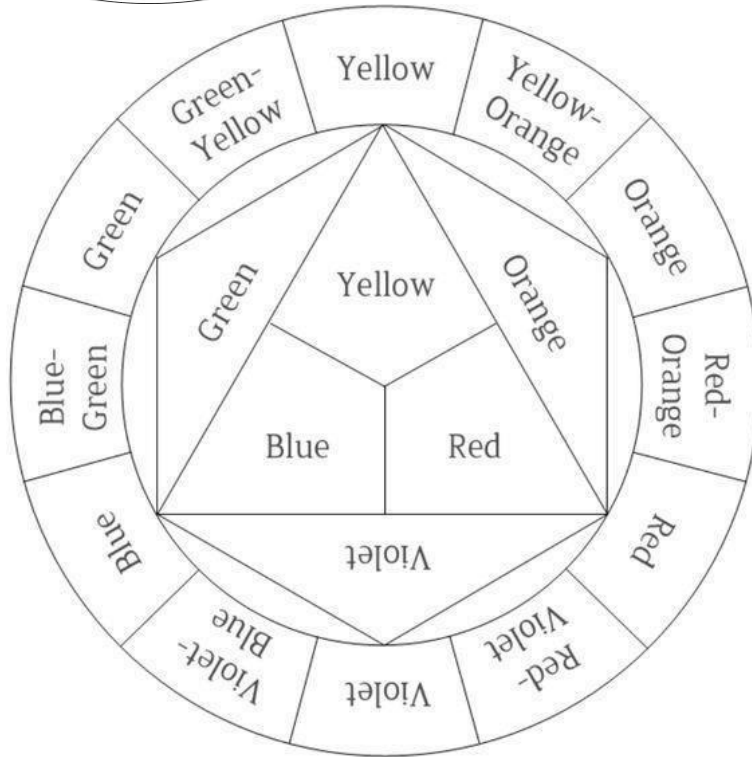 Yellow
Yellow-
Orange
Orange
Red-
Orange
Red
Red-
Violet
Violet
Violet-
Blue
Blue
Blue-
Green
Green
Green-
Yellow
Green
Yellow
Orange
Blue
Red
Violet